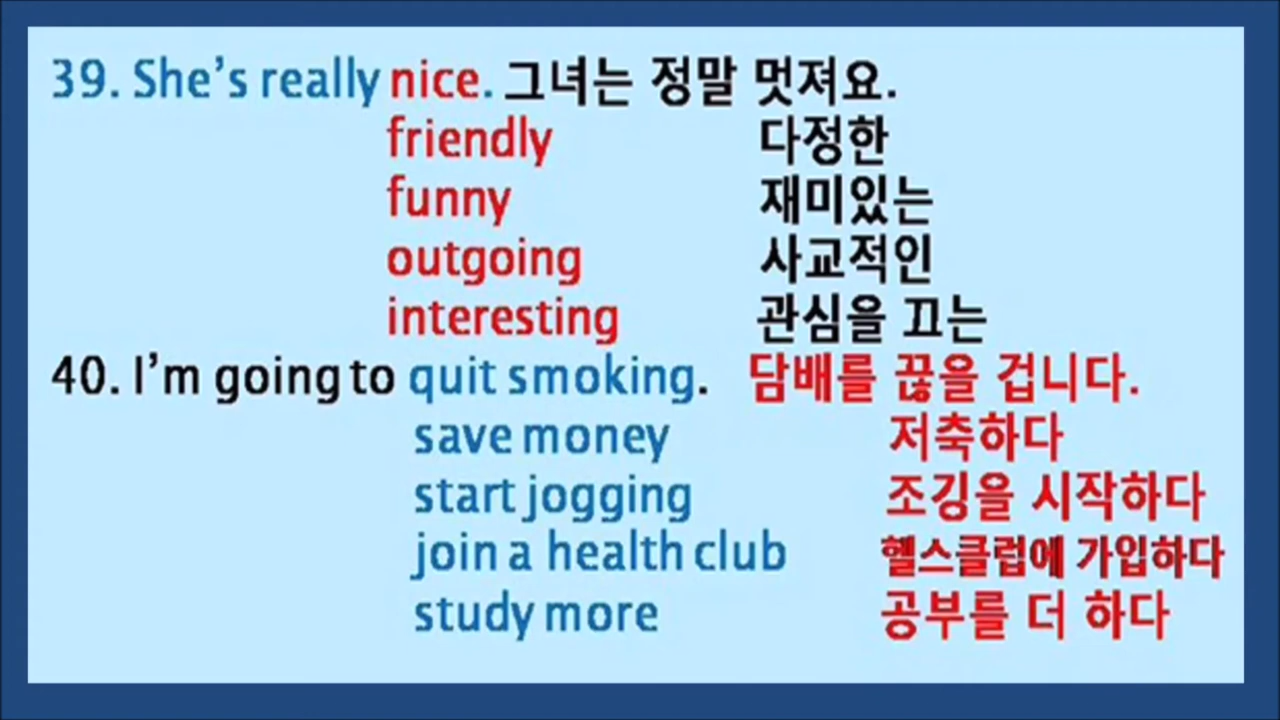 39. She's really nice. 그녀는 정말 멋져요.
friendly 다정한
funny 재미있는
outgoing 사교적인
interesting 관심을 끄는
40. I'm going to quit smoking. 담배를 끊을 겁니다.
save money 저축하다
start jogging 조깅을 시작하다
join a health club 헬스클럽에 가입하다
study more 공부를 더 하다